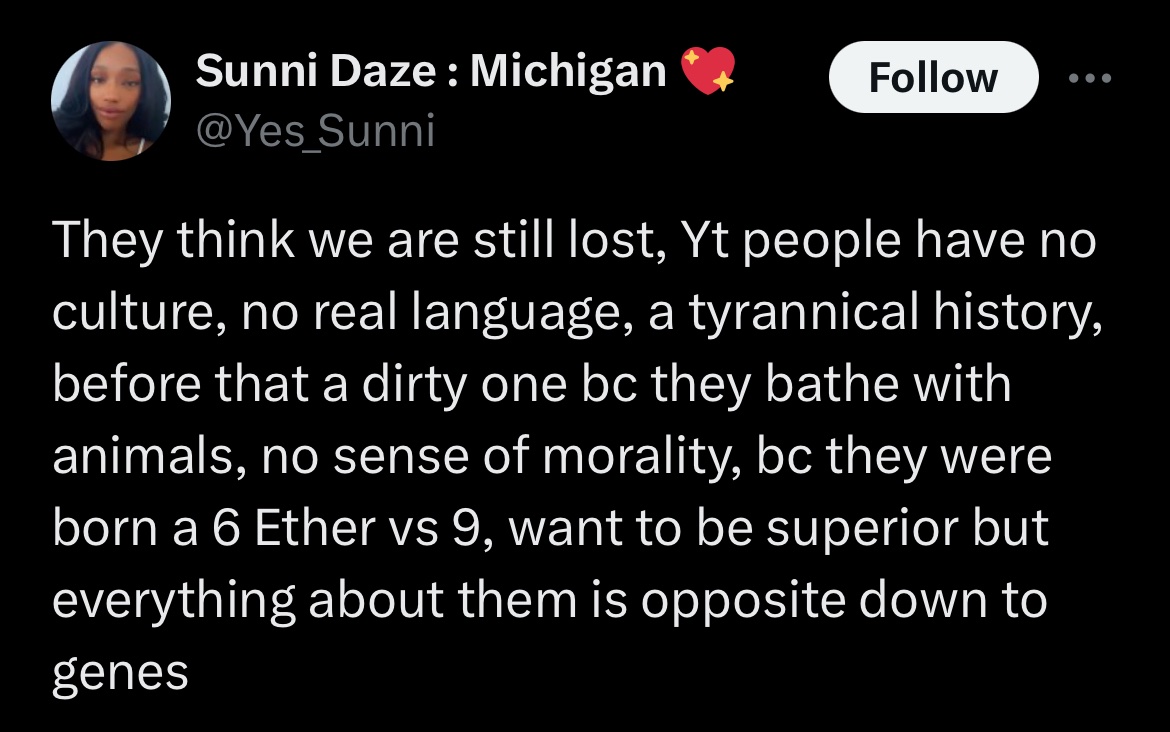 Sunni Daze : Michigan 💖
Follow
@Yes_Sunni
They think we are still lost, Yt people have no
culture, no real language, a tyrannical history,
before that a dirty one bc they bathe with
animals, no sense of morality, bc they were
born a 6 Ether vs 9, want to be superior but
everything about them is opposite down to
genes